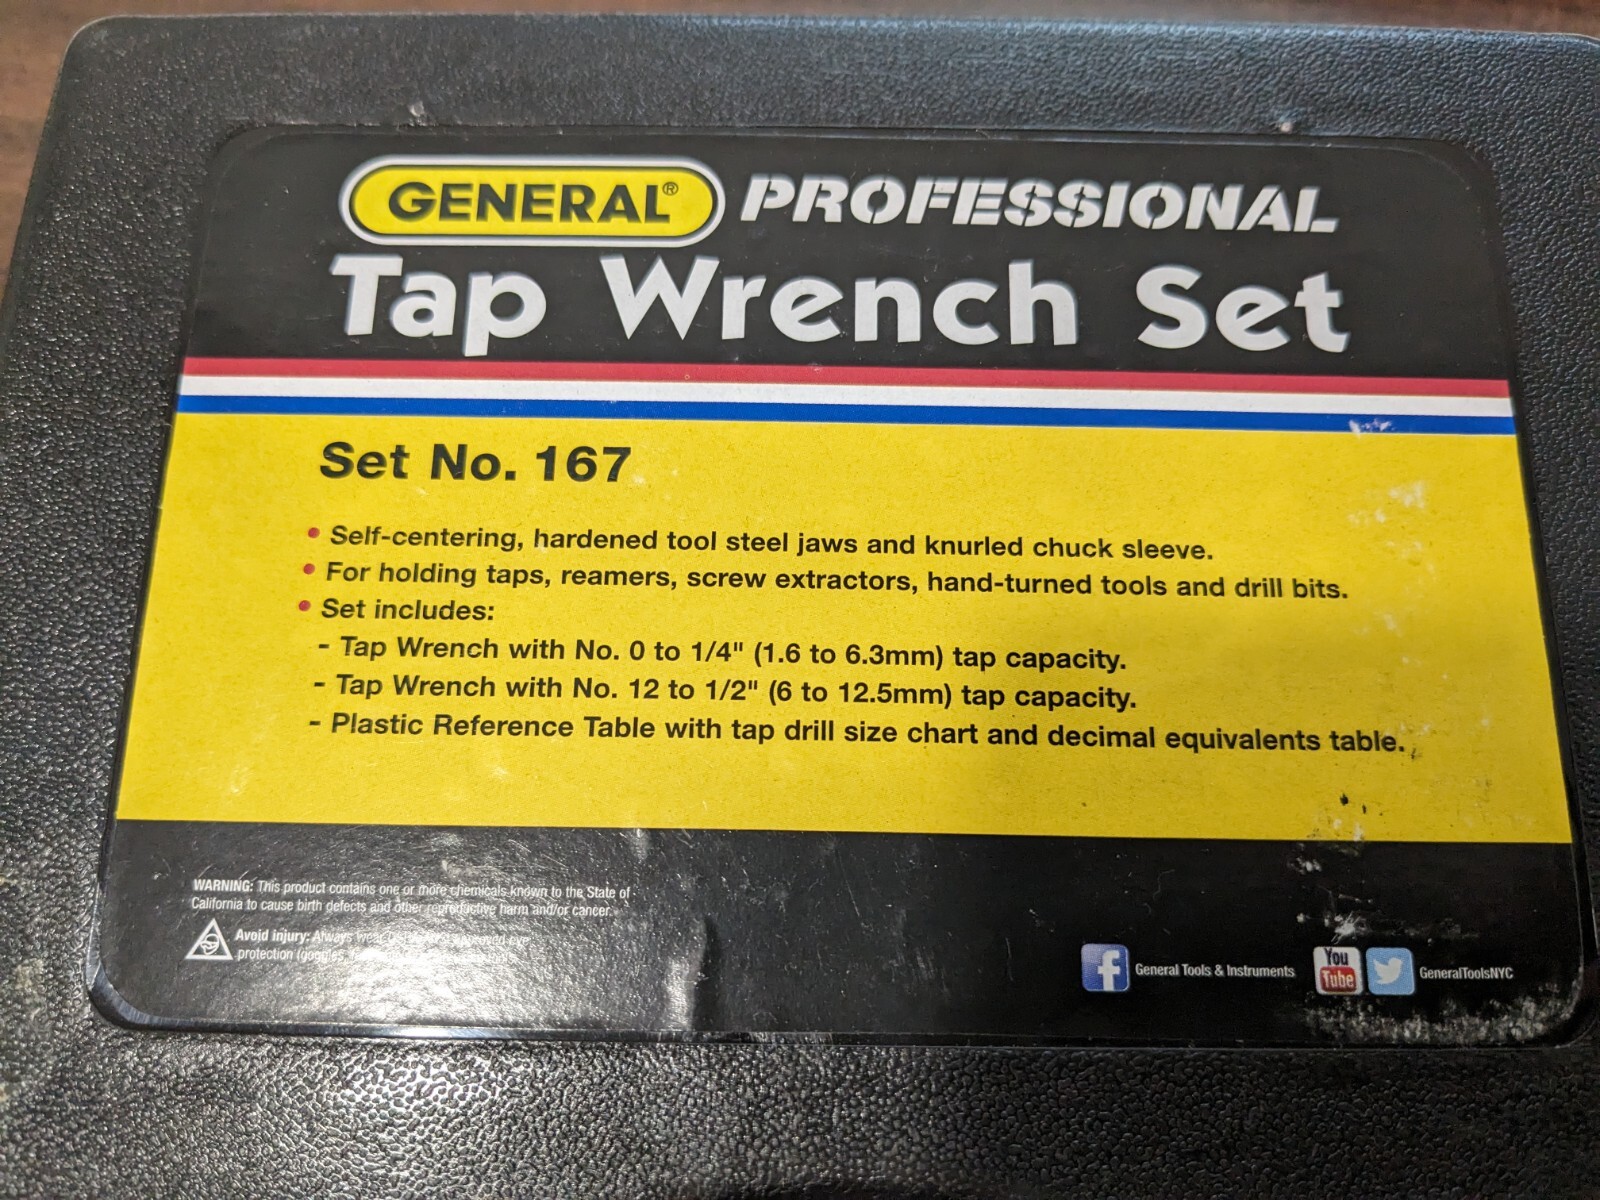 GENERAL® PROFESSIONAL
Tap Wrench Set
Set No. 167
• Self-centering, hardened tool steel jaws and knurled chuck sleeve.
• For holding taps, reamers, screw extractors, hand-turned tools and drill bits.
• Set includes:
- Tap Wrench with No. 0 to 1/4" (1.6 to 6.3mm) tap capacity.
- Tap Wrench with No. 12 to 1/2" (6 to 12.5mm) tap capacity.
- Plastic Reference Table with tap drill size chart and decimal equivalents table.
WARNING: This product contains one or more chemicals known to the State of
California to cause birth defects and other reproductive harm and/or cancer.
Avoid injury: Always wear approved eye
protection (goggles,
f General Tools & Instruments
You Tube GeneralToolsNYC